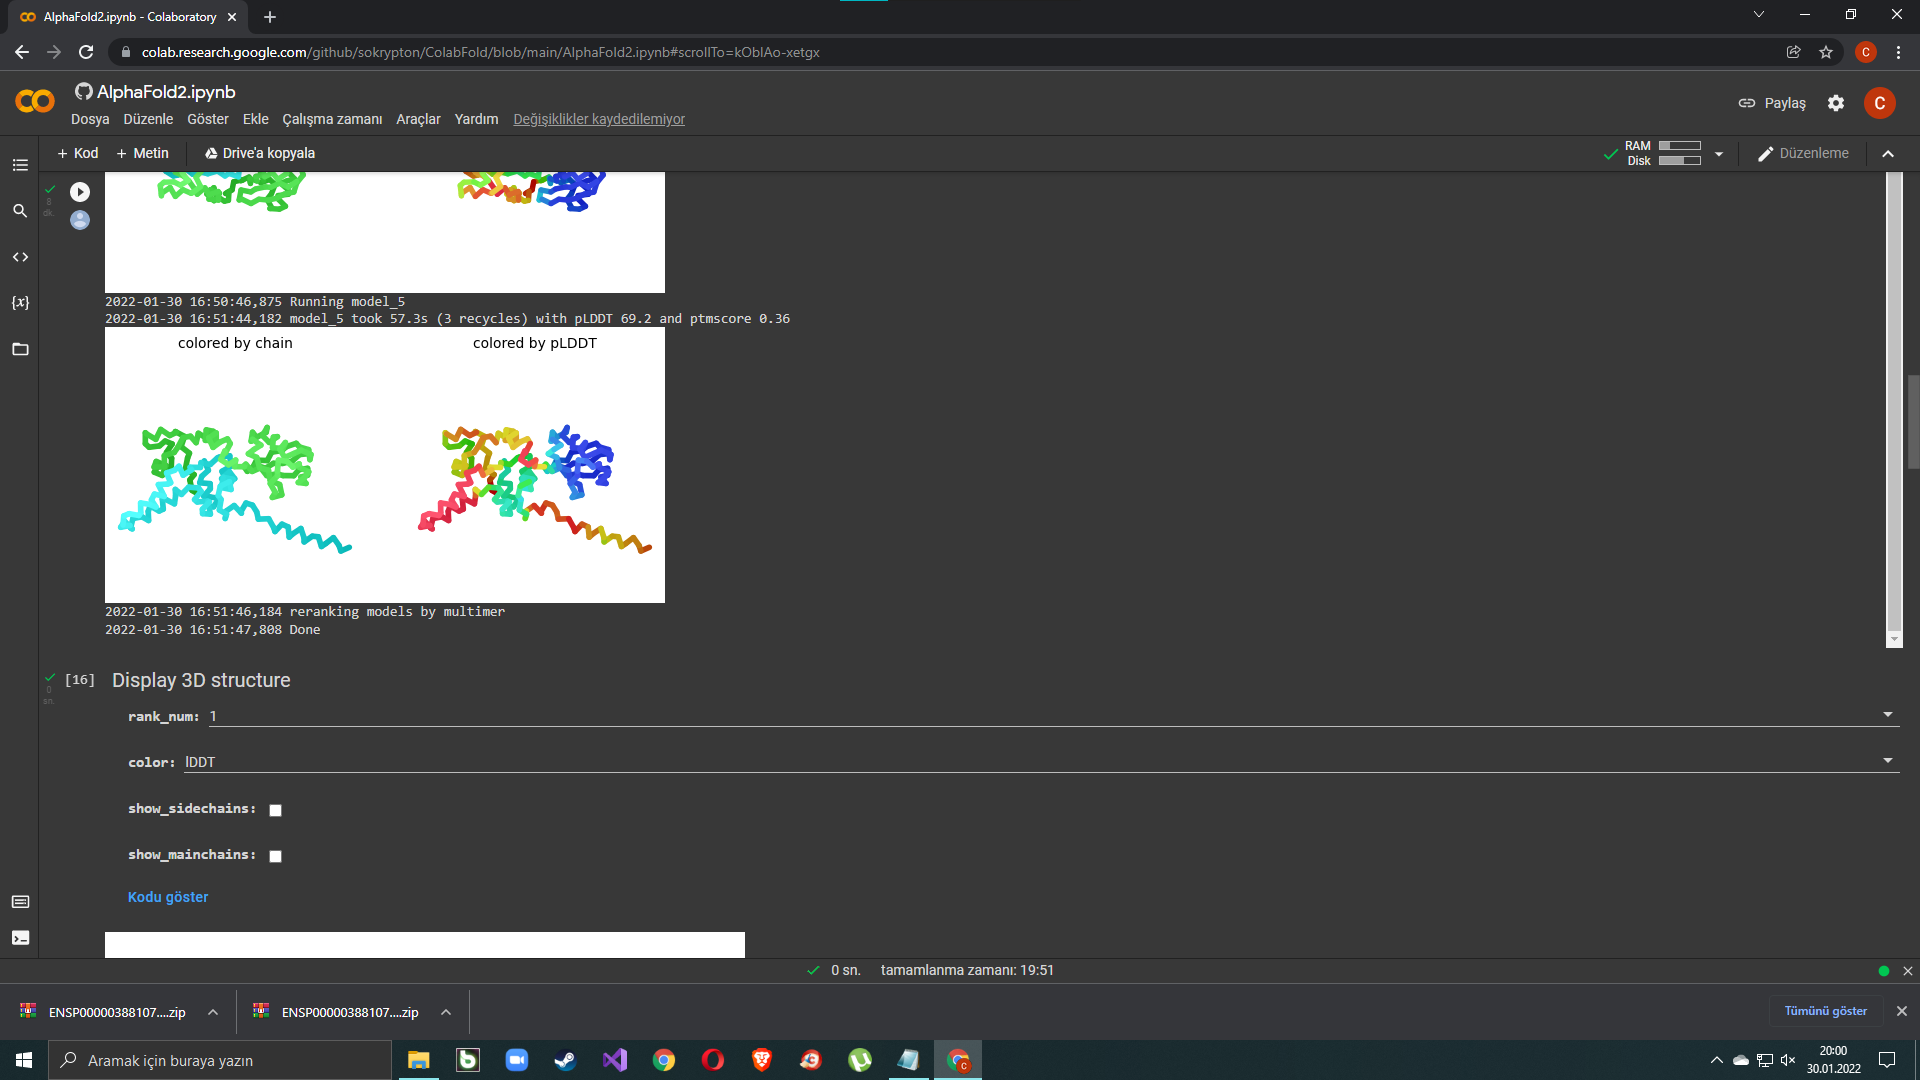 AlphaFold2.ipynb - Colaboratory
colab.research.google.com/github/sokrypton/ColabFold/blob/main/AlphaFold2.ipynb#scrollTo=kOblAo-xetgx
C
AlphaFold2.ipynb
Dosya Düzenle Göster Ekle Çalışma zamanı Araçlar Yardım Değişiklikler kaydedilemiyor
Paylaş
C
+ Kod + Metin Drive'a kopyala
RAM
Disk
Düzenleme
8
dk.
2022-01-30 16:50:46,875 Running model_5
2022-01-30 16:51:44,182 model_5 took 57.3s (3 recycles) with pLDDT 69.2 and ptmscore 0.36
colored by chain colored by pLDDT
2022-01-30 16:51:46,184 reranking models by multimer
2022-01-30 16:51:47,808 Done
[16] Display 3D structure
0
sn.
rank_num: 1
color: lDDT
show_sidechains:
show_mainchains:
Kodu göster
0 sn. tamamlanma zamanı: 19:51
ENSP00000388107....zip
ENSP00000388107....zip
Tümünü göster
Aramak için buraya yazın
20:00
30.01.2022